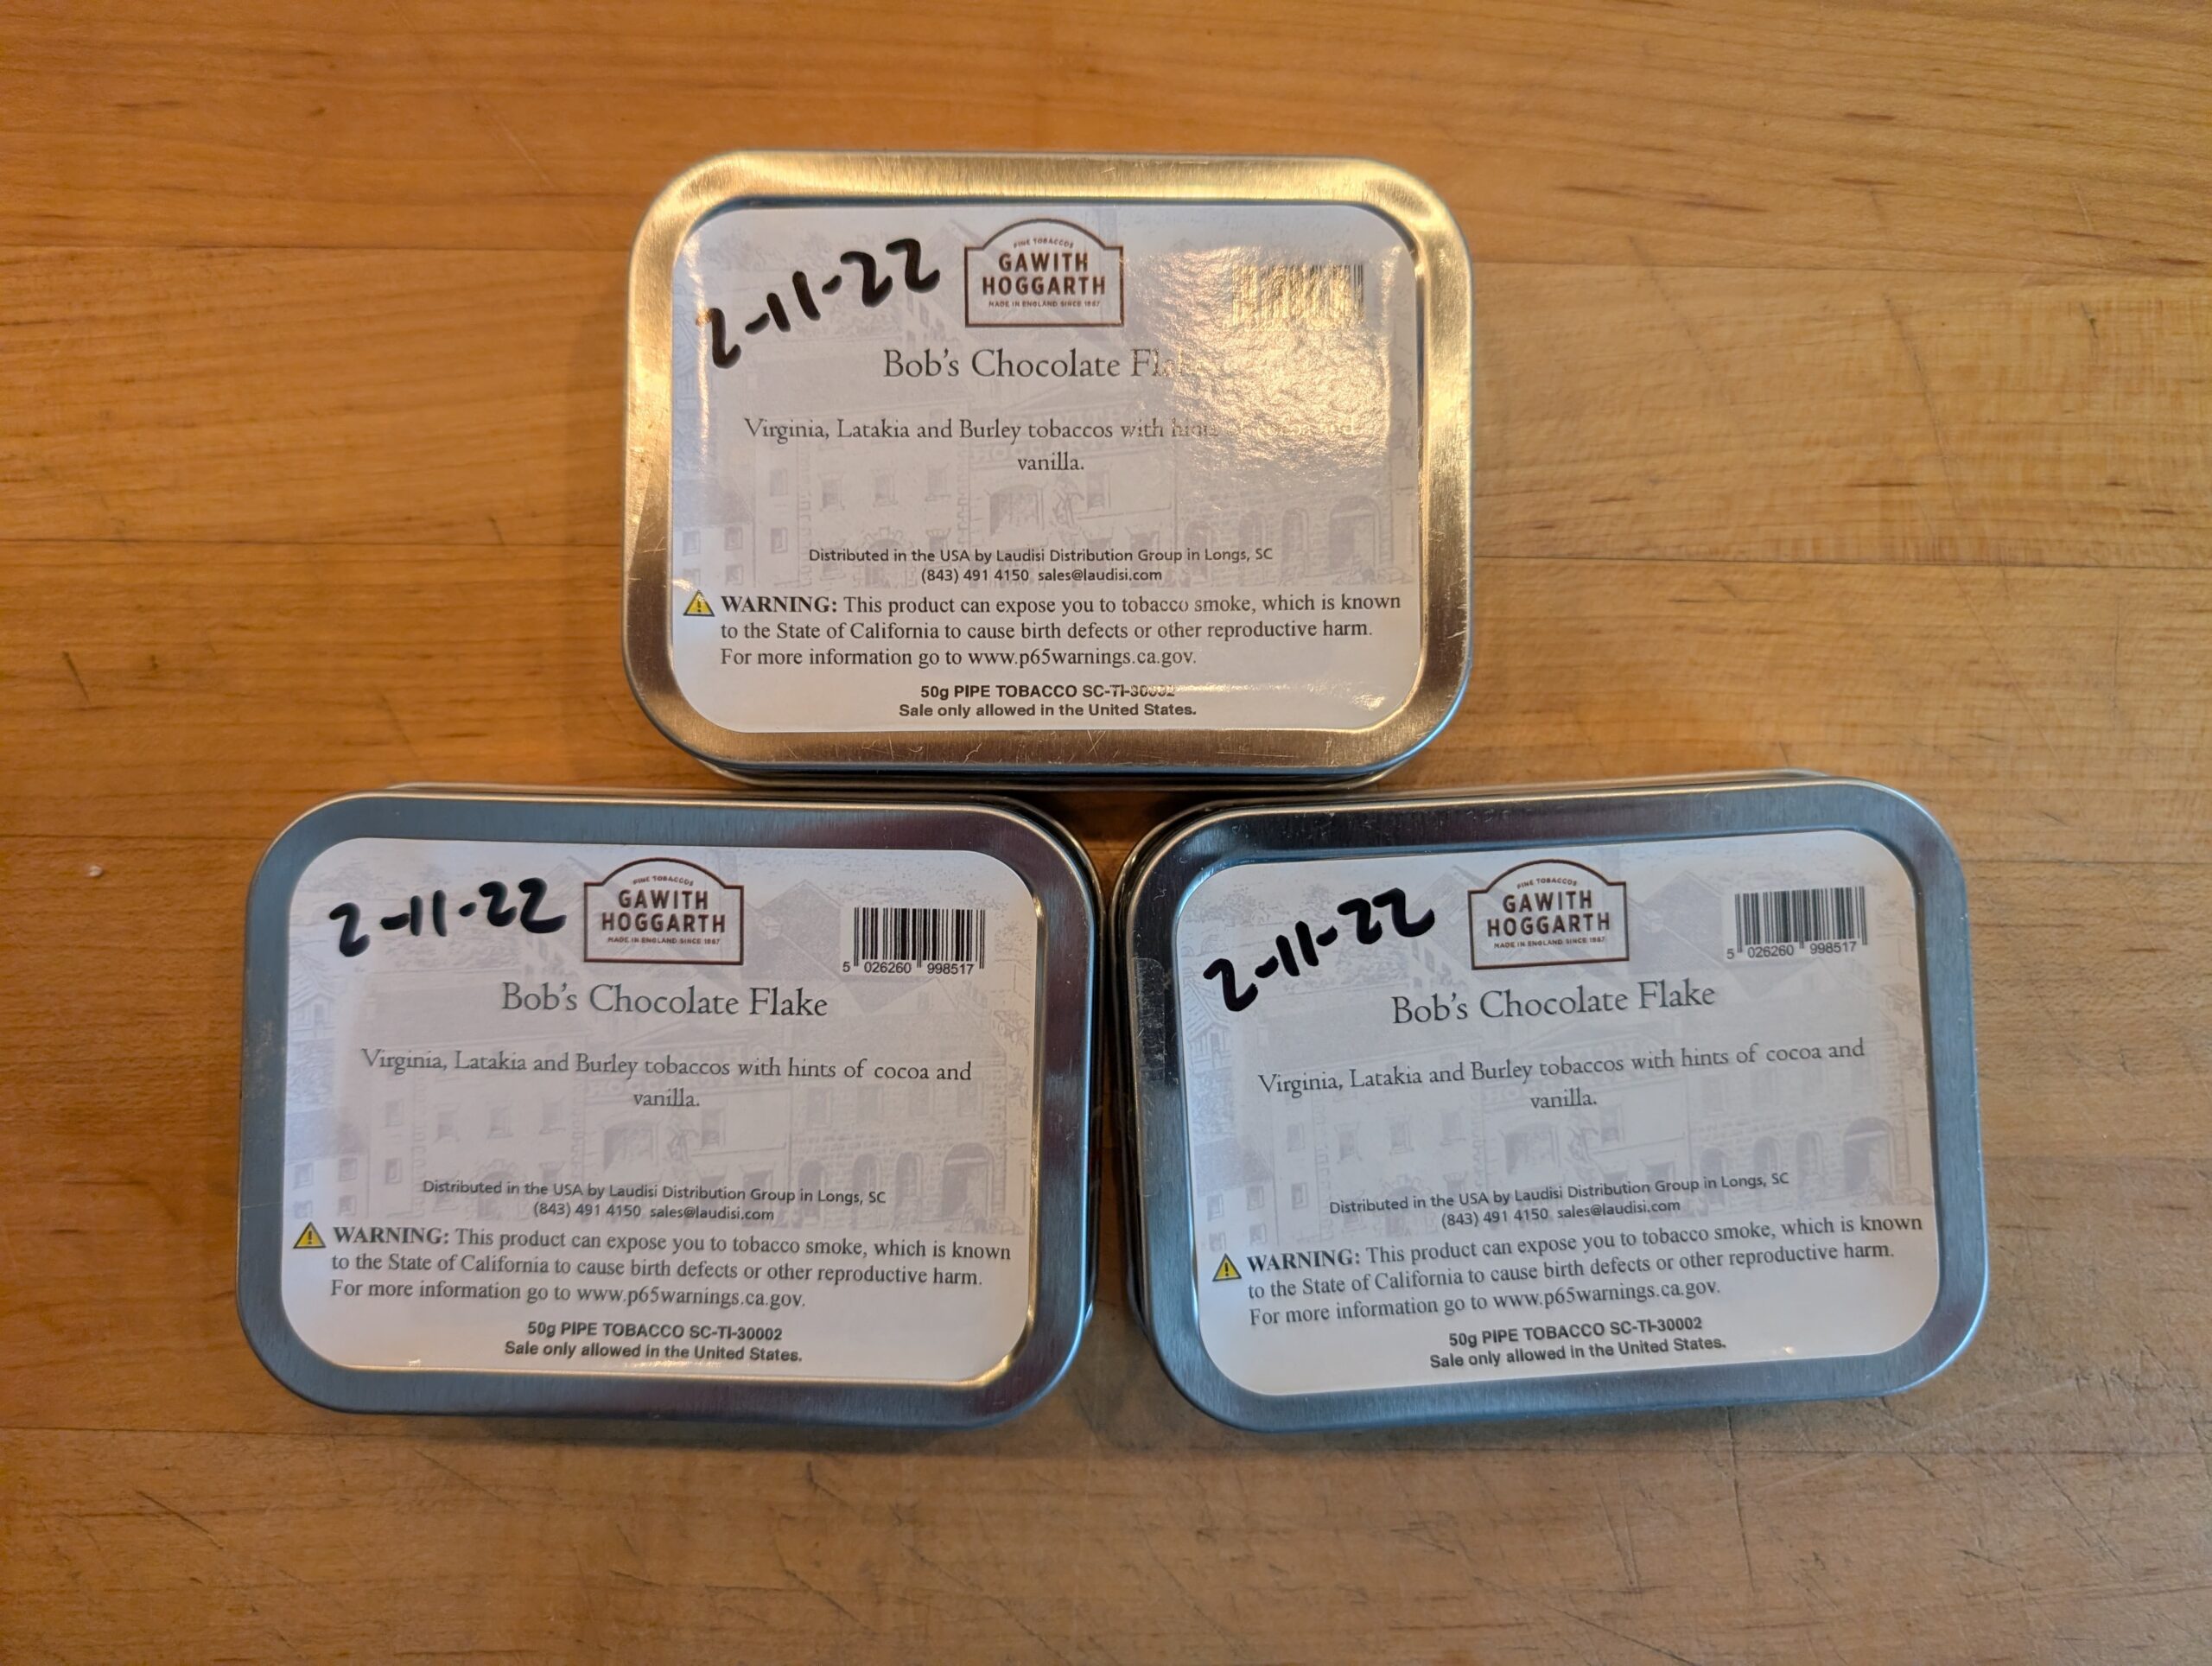 2-11-22
FINE TOBACCOS
GAWITH
HOGGARTH
MADE IN ENGLAND SINCE 1887
Bob's Chocolate
Virginia, Latakia and Burley tobaccos with hints
vanilla.
Distributed in the USA by Laudisi Distribution Group in Longs, SC
(843) 491 4150 sales@laudisi.com
WARNING: This product can expose you to tobacco smoke, which is known
to the State of California to cause birth defects or other reproductive harm.
For more information go to www.p65warnings.ca.gov.
50g PIPE TOBACCO
Sale only allowed in the United States.
2-11-22
FINE TOBACCOS
GAWITH
HOGGARTH
MADE IN ENGLAND SINCE 1887
5 026260 998517
Bob's Chocolate Flake
Virginia, Latakia and Burley tobaccos with hints of cocoa and
vanilla.
Distributed in the USA by Laudisi Distribution Group in Longs, SC
(843) 491 4150 sales@laudisi.com
WARNING: This product can expose you to tobacco smoke, which is known
to the State of California to cause birth defects or other reproductive harm.
For more information go to www.p65warnings.ca.gov.
50g PIPE TOBACCO SC-TI-30002
Sale only allowed in the United States.
2-11-22
FINE TOBACCOS
GAWITH
HOGGARTH
MADE IN ENGLAND SINCE 1887
5 026260 998517
Bob's Chocolate Flake
Virginia, Latakia and Burley tobaccos with hints of cocoa and
vanilla.
Distributed in the USA by Laudisi Distribution Group in Longs, SC
(843) 491 4150 sales@laudisi.com
WARNING: This product can expose you to tobacco smoke, which is known
to the State of California to cause birth defects or other reproductive harm.
For more information go to www.p65warnings.ca.gov.
50g PIPE TOBACCO SC-TI-30002
Sale only allowed in the United States.